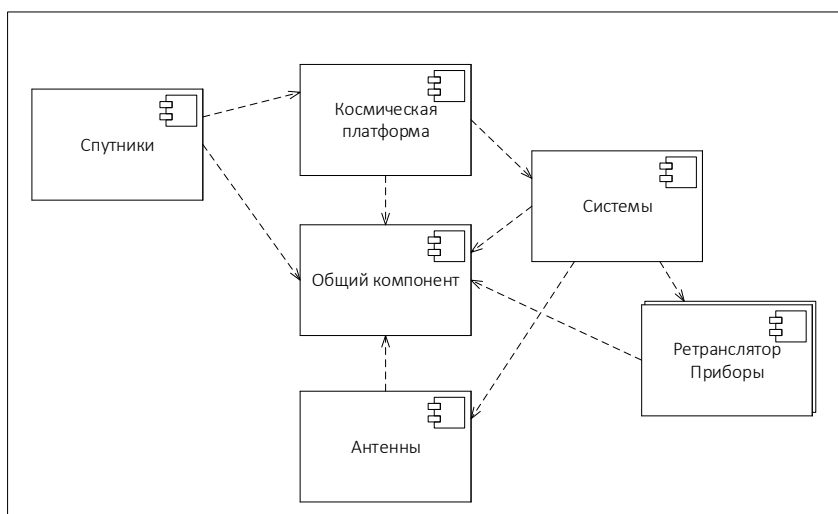 Спутники
Космическая
платформа
Системы
Общий компонент
Ретранслятор
Приборы
Антенны